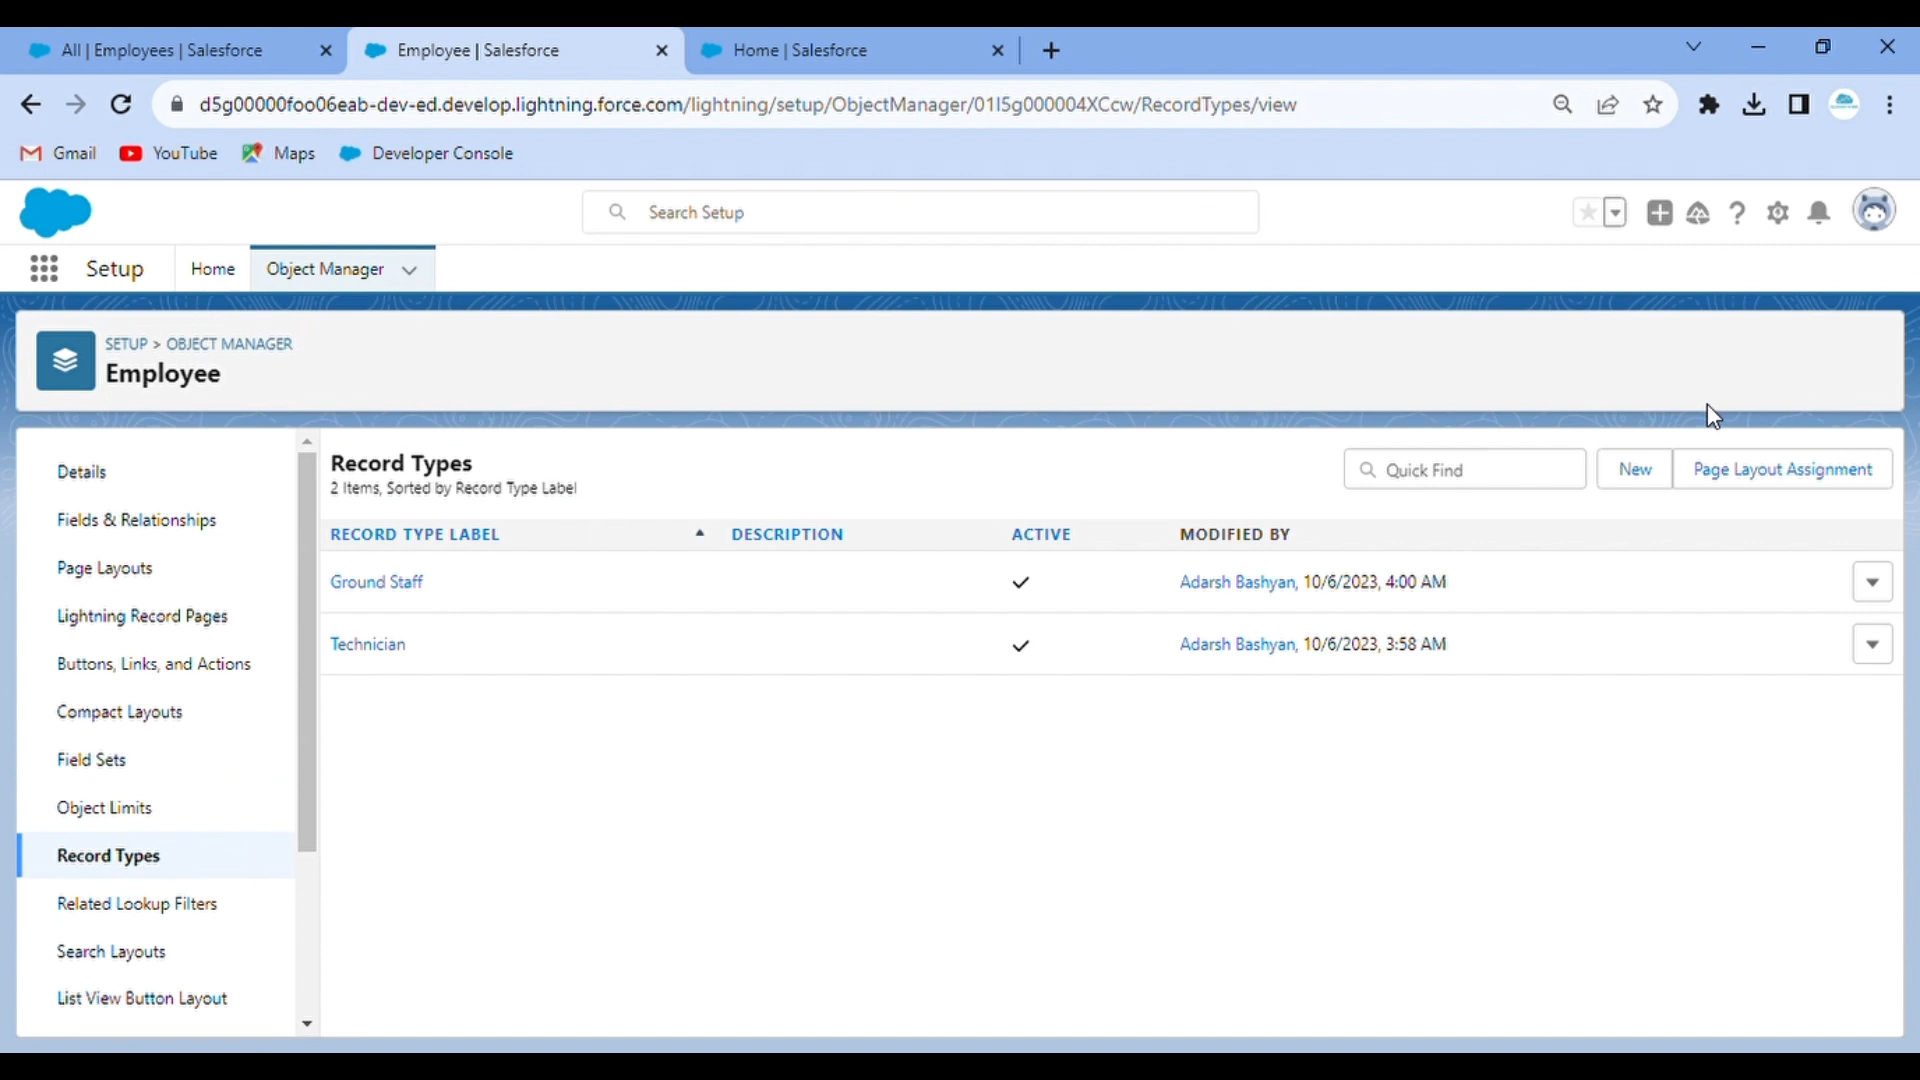 All | Employees | Salesforce
Employee | Salesforce
Home | Salesforce
d5g00000foo06eab-dev-ed.develop.lightning.force.com/lightning/setup/ObjectManager/01I5g000004XCcw/RecordTypes/view
Gmail
YouTube
Maps
Developer Console
Search Setup
Setup
Home
Object Manager
SETUP > OBJECT MANAGER
Employee
Details
Fields & Relationships
Page Layouts
Lightning Record Pages
Buttons, Links, and Actions
Compact Layouts
Field Sets
Object Limits
Record Types
Related Lookup Filters
Search Layouts
List View Button Layout
Record Types
2 Items, Sorted by Record Type Label
Quick Find
New
Page Layout Assignment
RECORD TYPE LABEL DESCRIPTION ACTIVE MODIFIED BY
Ground Staff Adarsh Bashyan, 10/6/2023, 4:00 AM
Technician Adarsh Bashyan, 10/6/2023, 3:58 AM